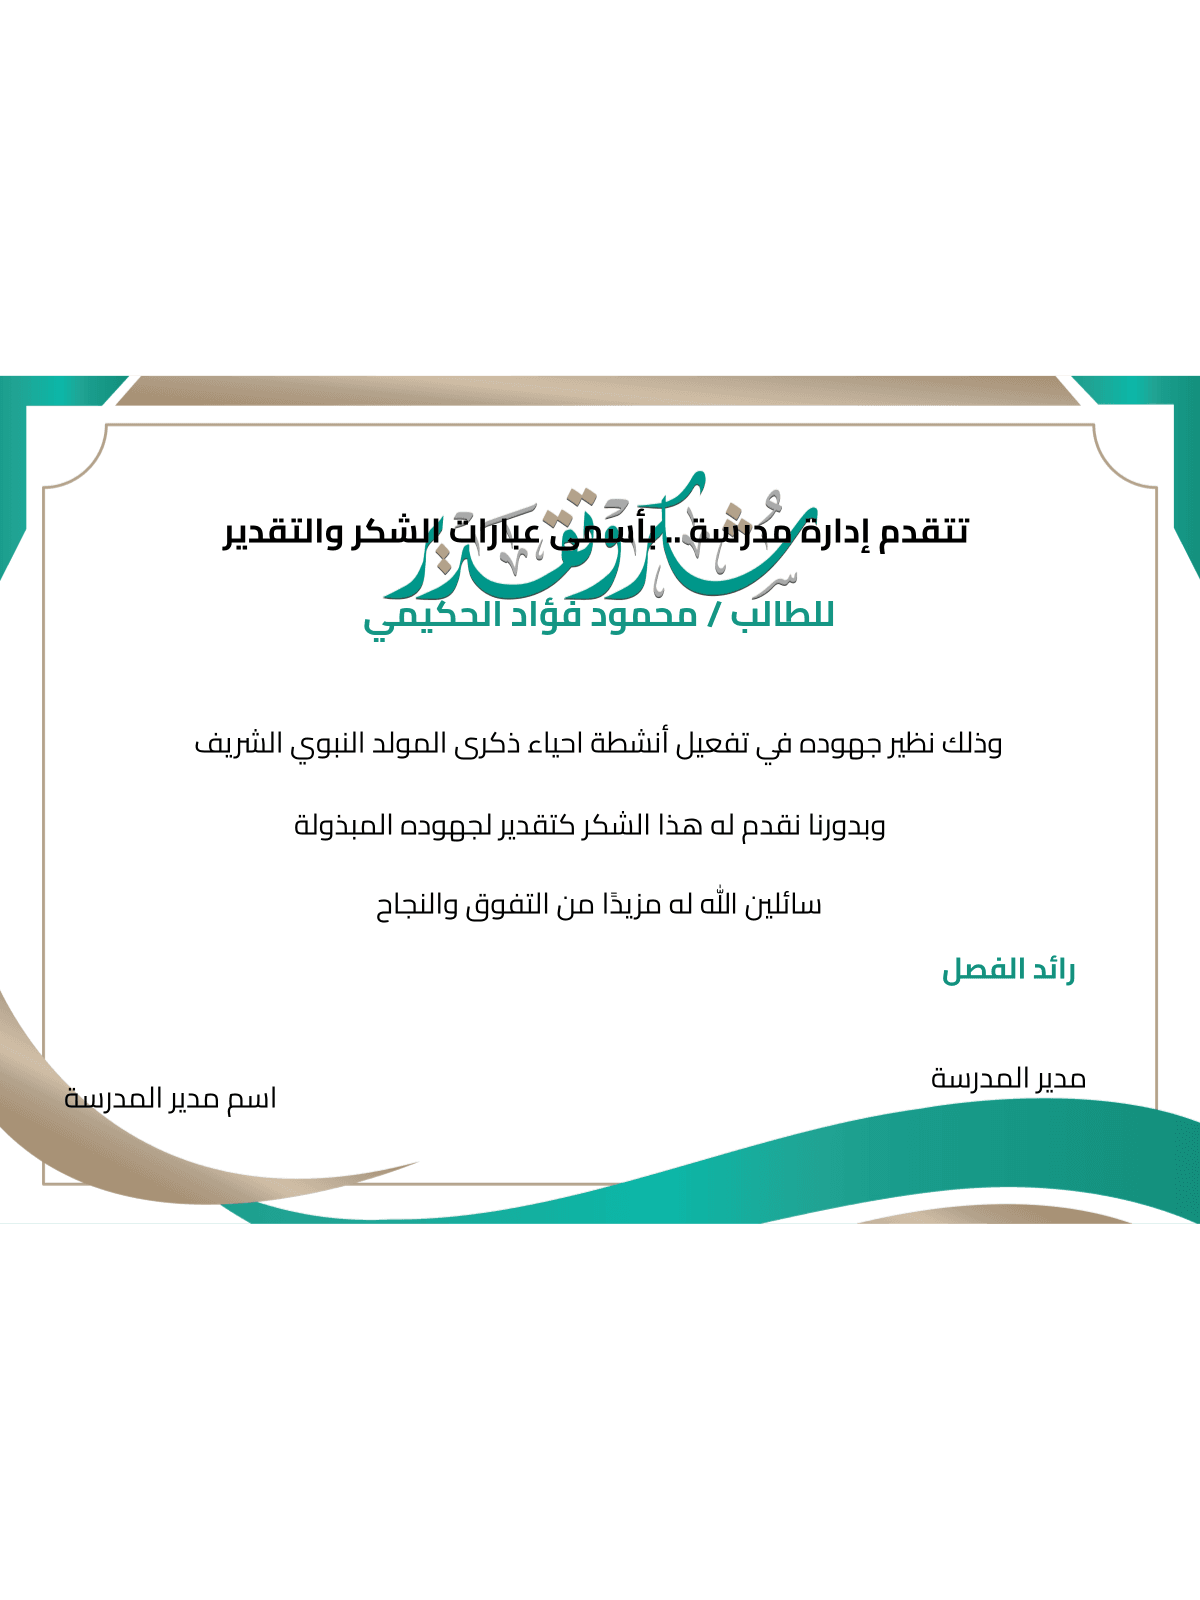 شكر وتقدير
تتقدم إدارة مدرسة .. بأسمى عبارات الشكر والتقدير
للطالب / محمود فؤاد الحكيمي
وذلك نظير جهوده في تفعيل أنشطة احياء ذكرى المولد النبوي الشريف
وبدورنا نقدم له هذا الشكر كتقدير لجهوده المبذولة
سائلين الله له مزيدًا من التفوق والنجاح
رائد الفصل
مدير المدرسة
اسم مدير المدرسة